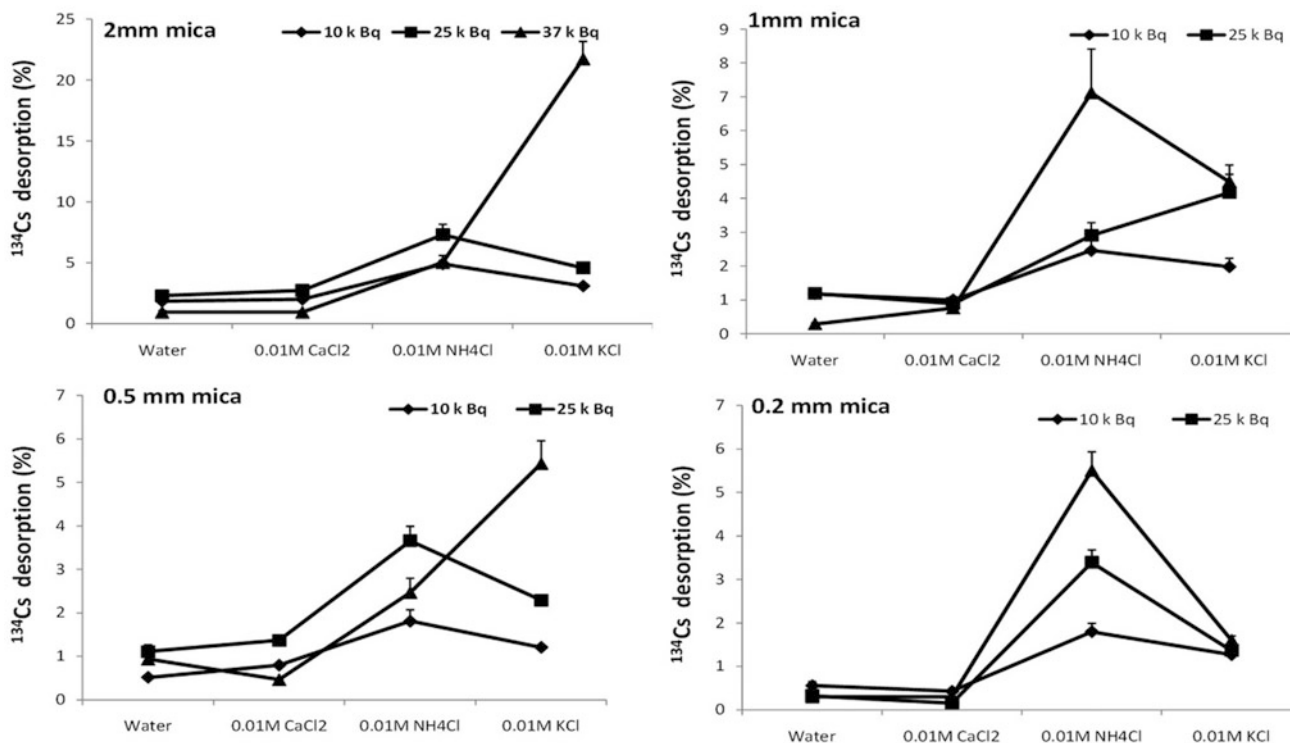 2mm mica
10 k Bq 25 k Bq 37 k Bq
134Cs desorption (%)
25
20
15
10
5
0
Water 0.01M CaCl2 0.01M NH4Cl 0.01M KCl
1mm mica
10 k Bq 25 k Bq
134Cs desorption (%)
9
8
7
6
5
4
3
2
1
0
Water 0.01M CaCl2 0.01M NH4Cl 0.01M KCl
0.5 mm mica
10 k Bq 25 k Bq
134Cs desorption (%)
7
6
5
4
3
2
1
0
Water 0.01M CaCl2 0.01M NH4Cl 0.01M KCl
0.2 mm mica
10 k Bq 25 k Bq
134Cs desorption (%)
7
6
5
4
3
2
1
0
Water 0.01M CaCl2 0.01M NH4Cl 0.01M KCl